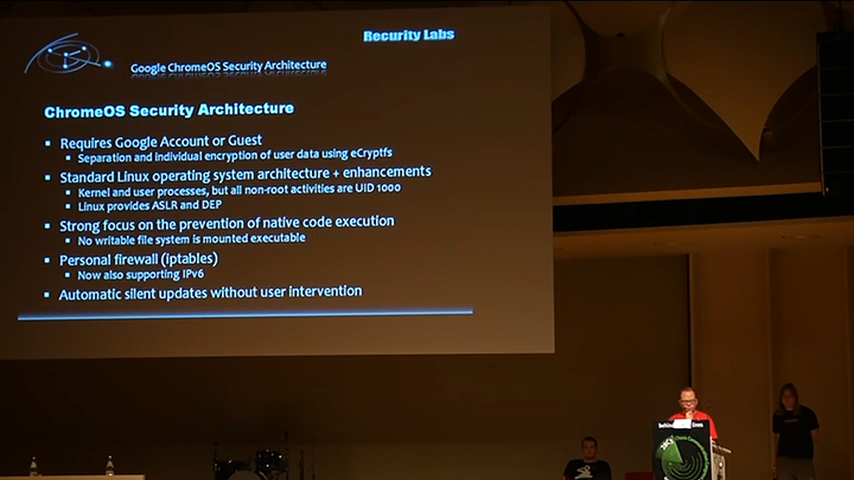 Recurity Labs
Google ChromeOS Security Architecture
ChromeOS Security Architecture
Requires Google Account or Guest
Separation and individual encryption of user data using eCryptfs
Standard Linux operating system architecture + enhancements
Kernel and user processes, but all non-root activities are UID 1000
Linux provides ASLR and DEP
Strong focus on the prevention of native code execution
No writable file system is mounted executable
Personal firewall (iptables)
Now also supporting IPv6
Automatic silent updates without user intervention
behind